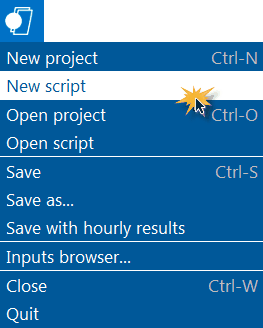 New project Ctrl-N
New script
Open project Ctrl-O
Open script
Save Ctrl-S
Save as...
Save with hourly results
Inputs browser...
Close Ctrl-W
Quit